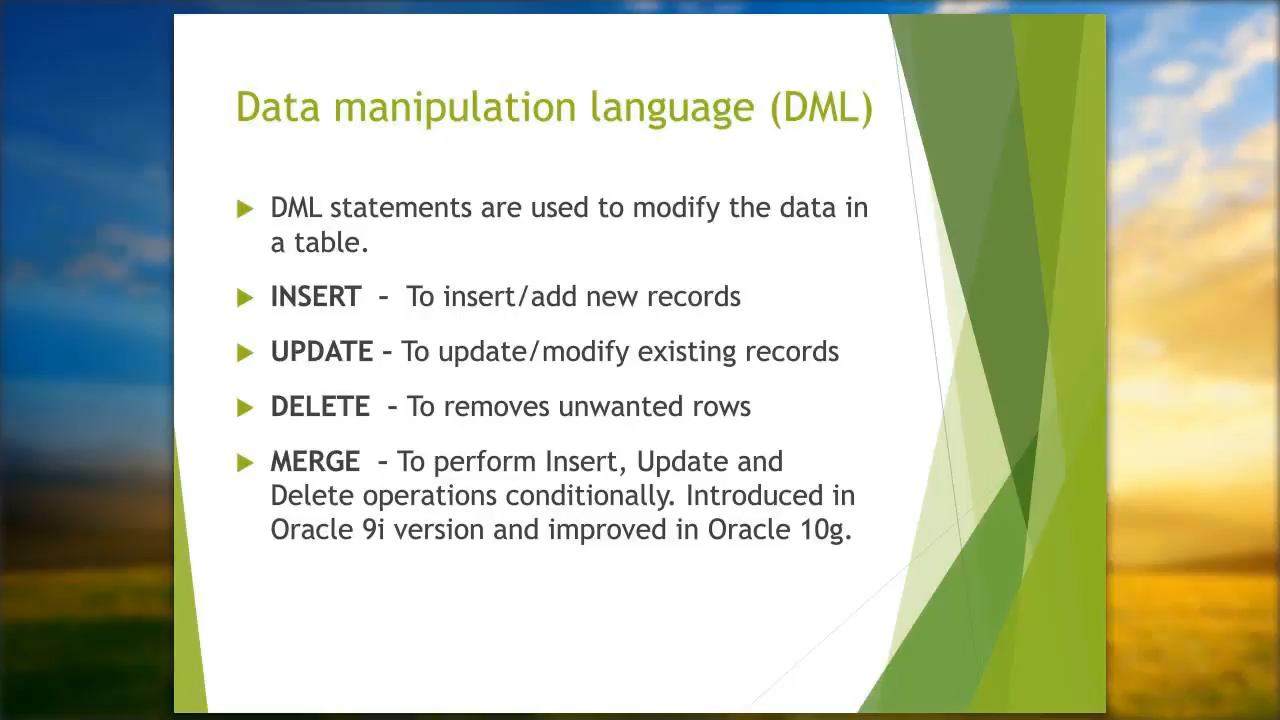 Data manipulation language (DML)
DML statements are used to modify the data in
a table.
INSERT - To insert/add new records
UPDATE - To update/modify existing records
DELETE - To removes unwanted rows
MERGE - To perform Insert, Update and
Delete operations conditionally. Introduced in
Oracle 9i version and improved in Oracle 10g.